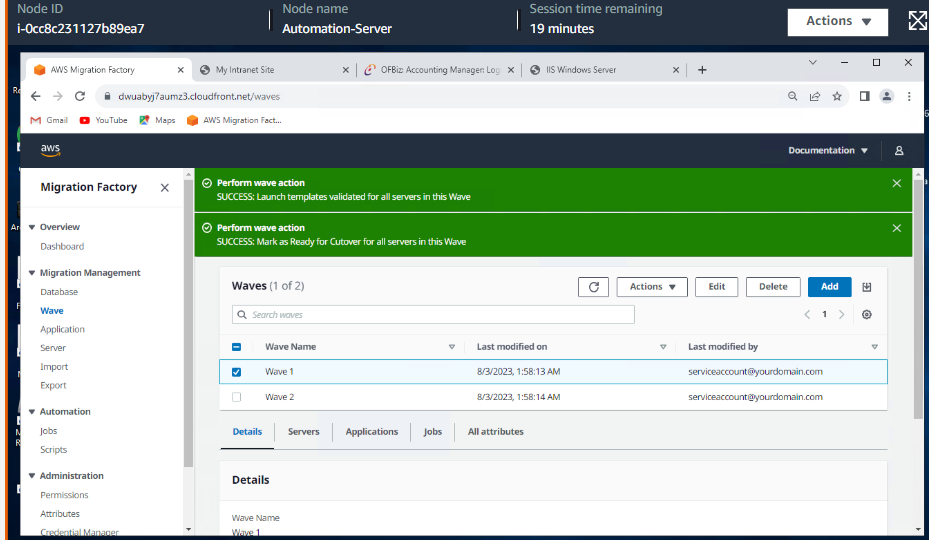 Node ID
i-0cc8c231127b89ea7
Node name
Automation-Server
Session time remaining
19 minutes
Actions
AWS Migration Factory
My Intranet Site
OFBiz: Accounting Manager: Log
IIS Windows Server
dwuabyj7aumz3.cloudfront.net/waves
Gmail
YouTube
Maps
AWS Migration Fact...
aws
Documentation
Migration Factory
Overview
Dashboard
Migration Management
Database
Wave
Application
Server
Import
Export
Automation
Jobs
Scripts
Administration
Permissions
Attributes
Credential Manager
Perform wave action
SUCCESS: Launch templates validated for all servers in this Wave
Perform wave action
SUCCESS: Mark as Ready for Cutover for all servers in this Wave
Waves (1 of 2)
Actions
Edit
Delete
Add
Search waves
1
Wave Name
Last modified on
Last modified by
Wave 1
8/3/2023, 1:58:13 AM
serviceaccount@yourdomain.com
Wave 2
8/3/2023, 1:58:14 AM
serviceaccount@yourdomain.com
Details
Servers
Applications
Jobs
All attributes
Details
Wave Name
Wave 1